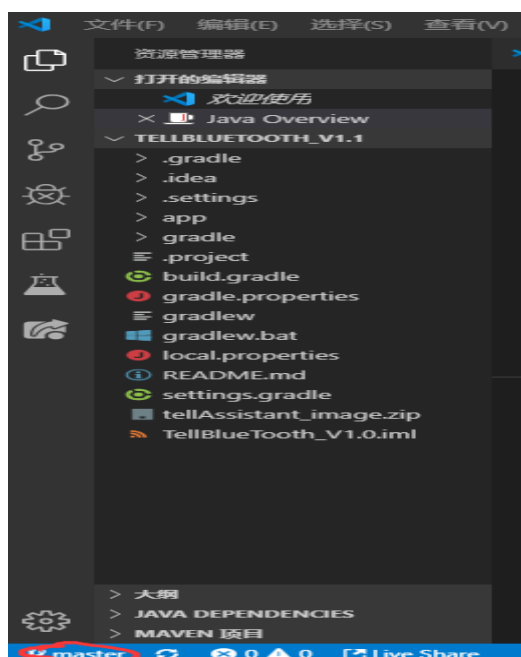 文件(F) 编辑(E) 选择(S) 查看(V)
资源管理器
打开的编辑器
欢迎使用
Java Overview
TELLBLUETOOTH_V1.1
.gradle
.idea
.settings
app
gradle
.project
build.gradle
gradle.properties
gradlew
gradlew.bat
local.properties
README.md
settings.gradle
tellAssistant_image.zip
TellBlueTooth_V1.0.iml
大纲
JAVA DEPENDENCIES
MAVEN 项目
master 0 0 Live Share